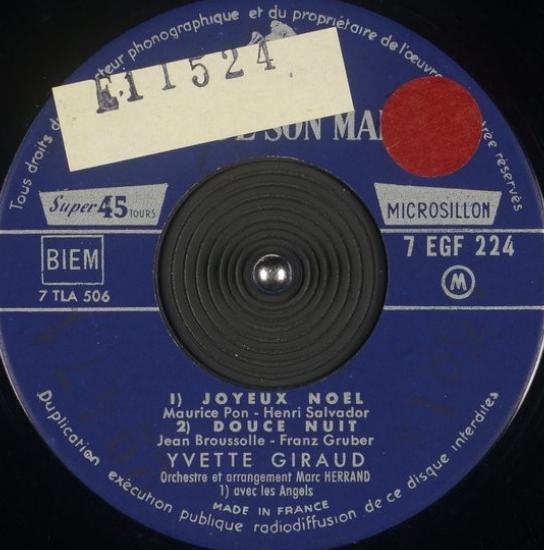 teur phonographique et du propriétaire de l'œuvre
Tous droits d
réservés
E11524
SON MA
Super 45 TOURS
MICROSILLON
BIEM
7 EGF 224
7 TLA 506
M
1) JOYEUX NOEL
Maurice Pon - Henri Salvador
2) DOUCE NUIT
Jean Broussolle - Franz Gruber
YVETTE GIRAUD
Orchestre et arrangement Marc HERRAND
1) avec les Angels
MADE IN FRANCE
Duplication exécution publique radiodiffusion de ce disque interdites